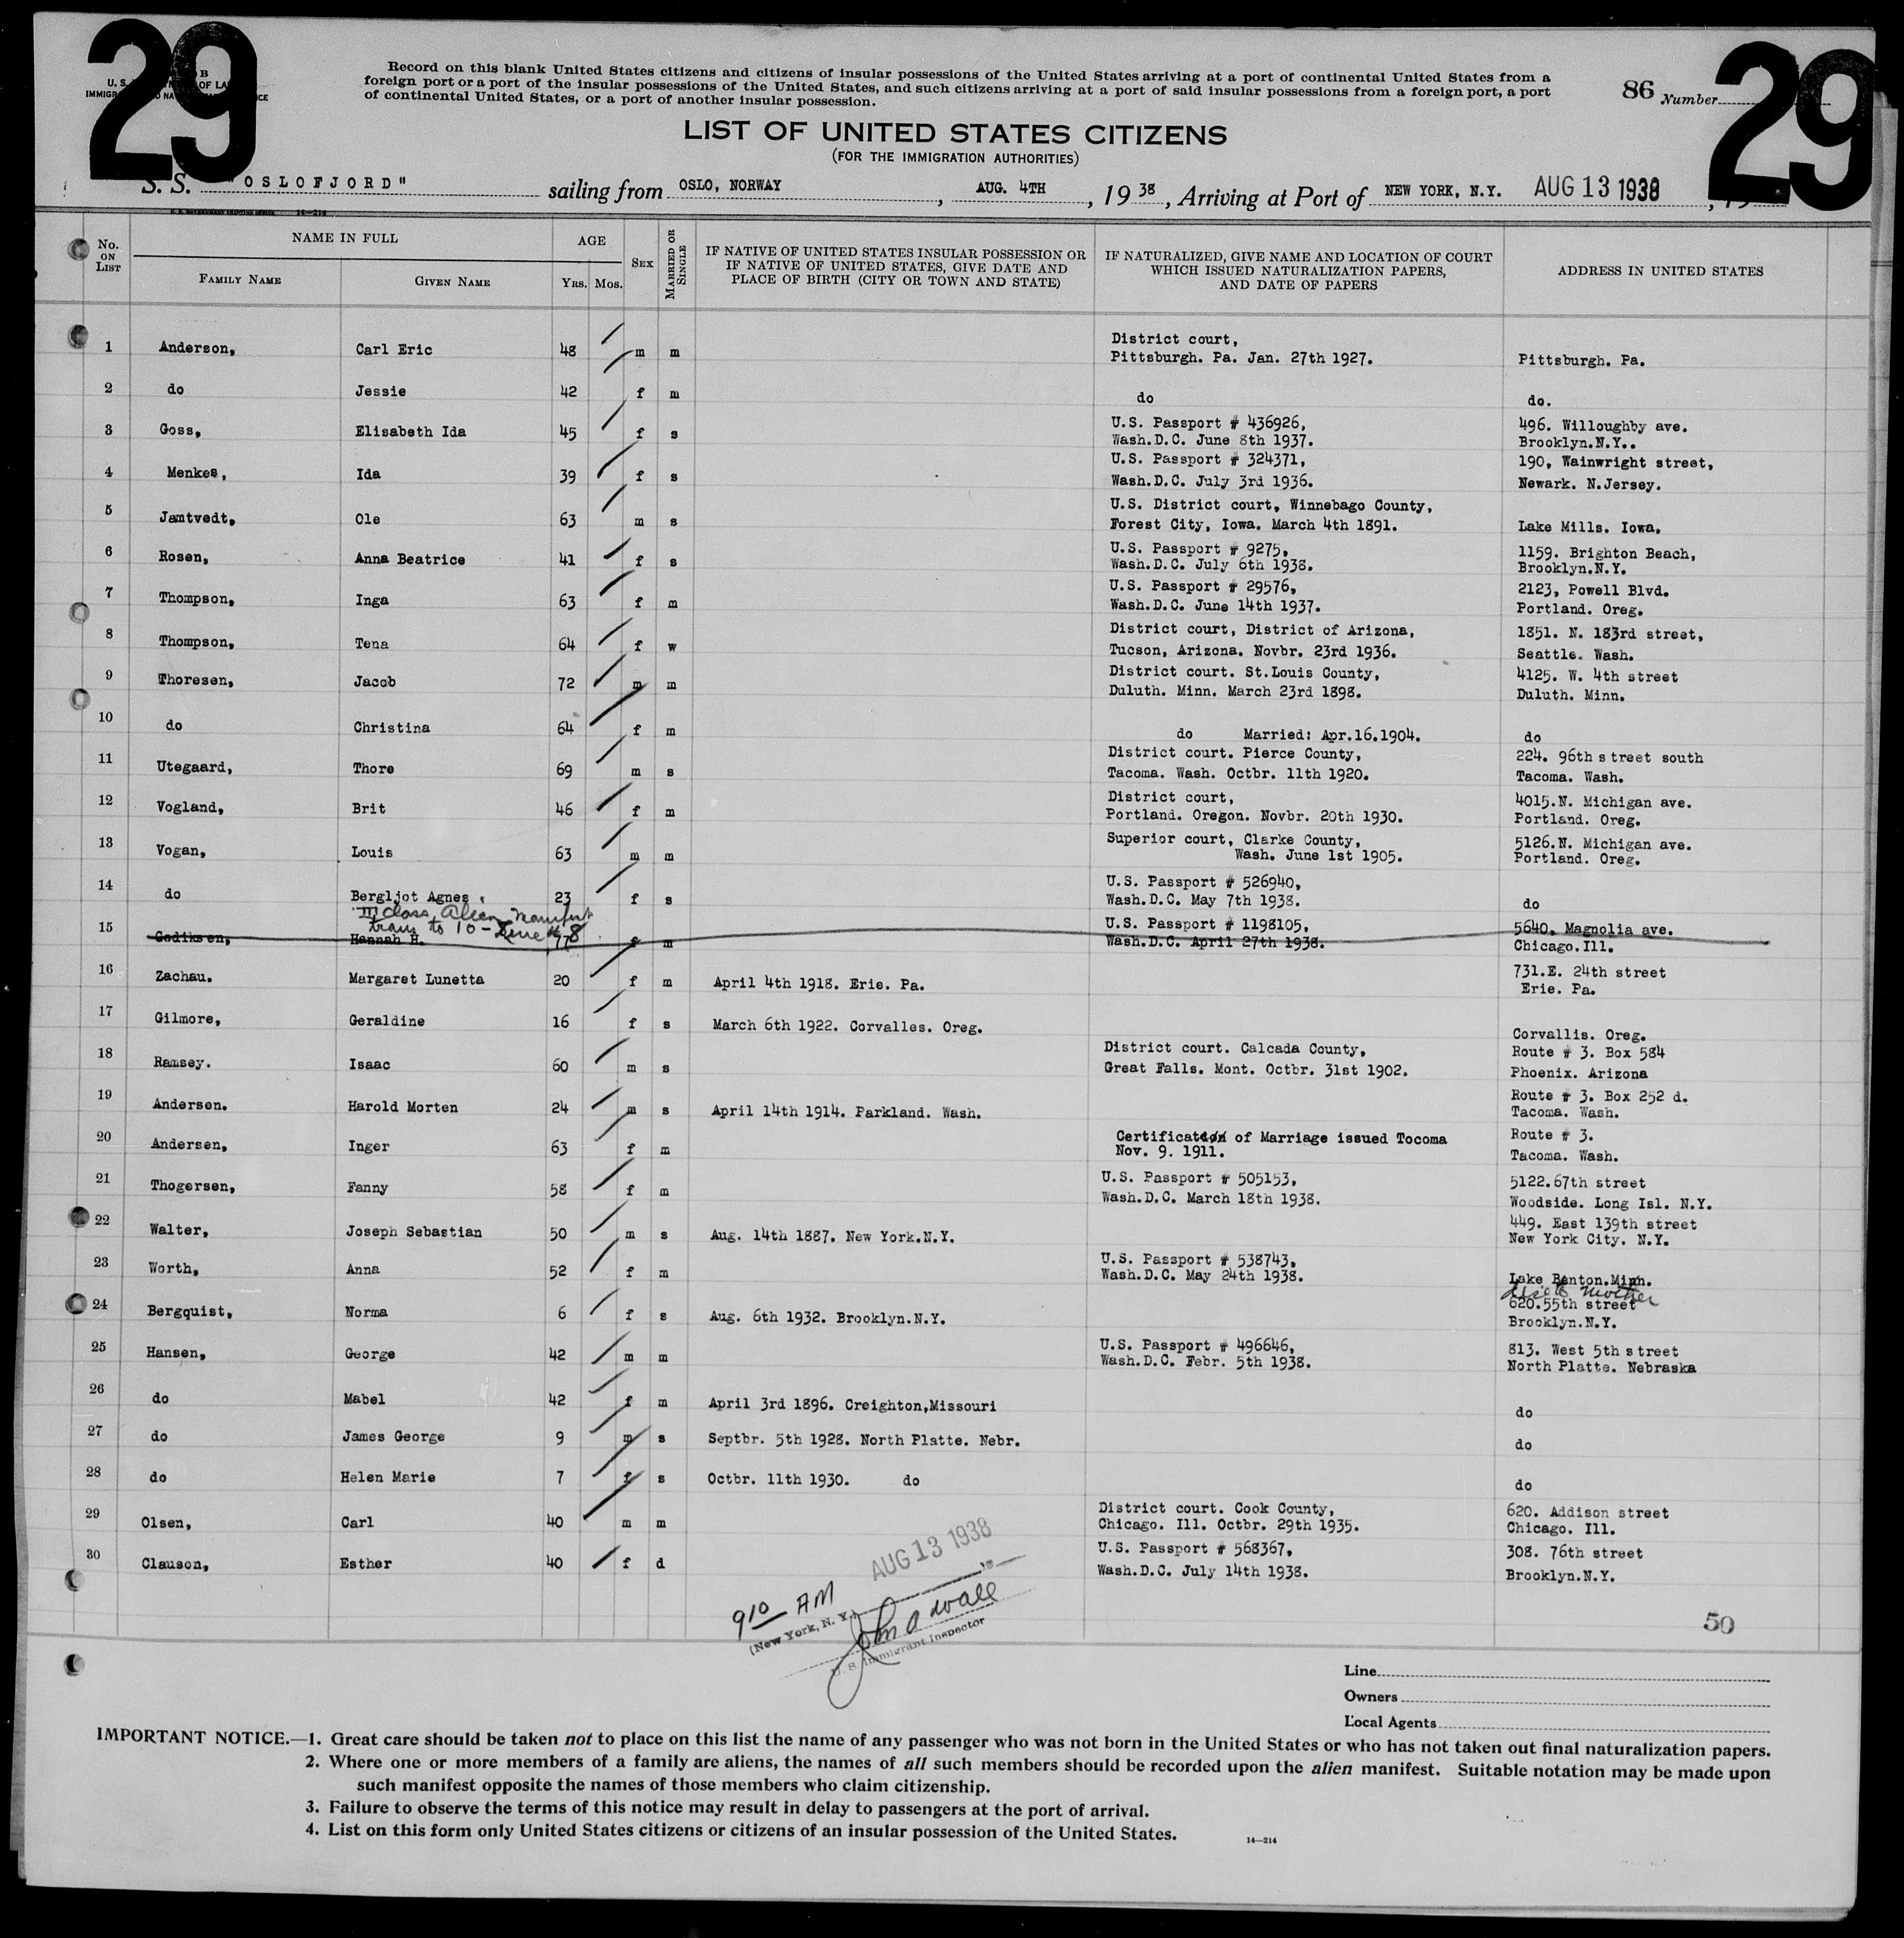 29
29
Record on this blank United States citizens and citizens of insular possessions of the United States arriving at a port of continental United States from a
foreign port or a port of the insular possessions of the United States, and such citizens arriving at a port of said insular possessions from a foreign port, a port
of continental United States, or a port of another insular possession.
86 Number
LIST OF UNITED STATES CITIZENS
(FOR THE IMMIGRATION AUTHORITIES)
S. S. "OSLOFJORD" sailing from OSLO, NORWAY, AUG. 4TH, 1938, Arriving at Port of NEW YORK, N.Y. AUG 13 1938, 19
14—214
No. ON LIST NAME IN FULL AGE SEX MARRIED OR SINGLE IF NATIVE OF UNITED STATES INSULAR POSSESSION OR IF NATIVE OF UNITED STATES, GIVE DATE AND PLACE OF BIRTH (CITY OR TOWN AND STATE) IF NATURALIZED, GIVE NAME AND LOCATION OF COURT WHICH ISSUED NATURALIZATION PAPERS, AND DATE OF PAPERS ADDRESS IN UNITED STATES
FAMILY NAME GIVEN NAME YRS. MOS.
1 Anderson, Carl Eric 48 m m District court, Pittsburgh. Pa. Jan. 27th 1927. Pittsburgh. Pa.
2 do Jessie 42 f m do do.
3 Goss, Elisabeth Ida 45 f s U.S. Passport # 436926, Wash.D.C. June 8th 1937. 496. Willoughby ave. Brooklyn.N.Y..
4 Menkes, Ida 39 f s U.S. Passport # 324371, Wash.D.C. July 3rd 1936. 190, Wainwright street, Newark. N.Jersey.
5 Jamtvedt, Ole 63 m s U.S. District court, Winnebago County, Forest City, Iowa. March 4th 1891. Lake Mills. Iowa.
6 Rosen, Anna Beatrice 41 f s U.S. Passport # 9275, Wash.D.C. July 6th 1938. 1159. Brighton Beach, Brooklyn.N.Y.
7 Thompson, Inga 63 f m U.S. Passport # 29576, Wash.D.C. June 14th 1937. 2123, Powell Blvd. Portland. Oreg.
8 Thompson, Tena 64 f w District court, District of Arizona, Tucson, Arizona. Novbr. 23rd 1936. 1851. N. 183rd street, Seattle. Wash.
9 Thoresen, Jacob 72 m m District court. St.Louis County, Duluth. Minn. March 23rd 1898. 4125. W. 4th street Duluth. Minn.
10 do Christina 64 f m do Married: Apr.16.1904. do
11 Utegaard, Thore 69 m s District court. Pierce County, Tacoma. Wash. Octbr. 11th 1920. 224. 96th street south Tacoma. Wash.
12 Vogland, Brit 46 f m District court, Portland. Oregon. Novbr. 20th 1930. 4015.N. Michigan ave. Portland. Oreg.
13 Vogan, Louis 63 m m Superior court, Clarke County, Wash. June 1st 1905. 5126.N. Michigan ave. Portland. Oreg.
14 do Bergljot Agnes 23 f s U.S. Passport # 526940, Wash.D.C. May 7th 1938. do
III class Alien Manifest
trans to 10 - Line # 8
15 Godiksen, Hannah H. 77 f m U.S. Passport # 1198105, Wash.D.C. April 27th 1938. 5640. Magnolia ave. Chicago.Ill.
16 Zachau. Margaret Lunetta 20 f m April 4th 1918. Erie. Pa. 731.E. 24th street Erie. Pa.
17 Gilmore, Geraldine 16 f s March 6th 1922. Corvalles. Oreg. Corvallis. Oreg.
18 Ramsey. Isaac 60 m s District court. Calcada County, Great Falls. Mont. Octbr. 31st 1902. Route # 3. Box 584 Phoenix. Arizona
19 Andersen. Harold Morten 24 m s April 14th 1914. Parkland. Wash. Route # 3. Box 252 d. Tacoma. Wash.
20 Andersen, Inger 63 f m Certificate of Marriage issued Tocoma Nov. 9. 1911. Route # 3. Tacoma. Wash.
21 Thogersen, Fanny 58 f m U.S. Passport # 505153, Wash.D.C. March 18th 1938. 5122.67th street Woodside. Long Isl. N.Y.
22 Walter, Joseph Sebastian 50 m s Aug. 14th 1887. New York.N.Y. 449. East 139th street New York City. N.Y.
23 Worth, Anna 52 f m U.S. Passport # 538743, Wash.D.C. May 24th 1938. Lake Benton.Minn.
24 Bergquist, Norma 6 f s Aug. 6th 1932. Brooklyn.N.Y. mother 620.55th street Brooklyn.N.Y.
25 Hansen, George 42 m m U.S. Passport # 496646, Wash.D.C. Febr. 5th 1938. 813. West 5th street North Platte. Nebraska
26 do Mabel 42 f m April 3rd 1896. Creighton,Missouri do
27 do James George 9 m s Septbr. 5th 1928. North Platte. Nebr. do
28 do Helen Marie 7 f s Octbr. 11th 1930. do do
29 Olsen, Carl 40 m m District court. Cook County, Chicago. Ill. Octbr. 29th 1935. 620. Addison street Chicago. Ill.
30 Clauson, Esther 40 f d U.S. Passport # 568367, Wash.D.C. July 14th 1938. 308. 76th street Brooklyn.N.Y.
AUG 13 1938
9 10 AM
(New York, N. Y.)
U. S. Immigrant Inspector
50
Line
Owners
Local Agents
IMPORTANT NOTICE.—1. Great care should be taken not to place on this list the name of any passenger who was not born in the United States or who has not taken out final naturalization papers.
2. Where one or more members of a family are aliens, the names of all such members should be recorded upon the alien manifest. Suitable notation may be made upon
such manifest opposite the names of those members who claim citizenship.
3. Failure to observe the terms of this notice may result in delay to passengers at the port of arrival.
4. List on this form only United States citizens or citizens of an insular possession of the United States.
14—214